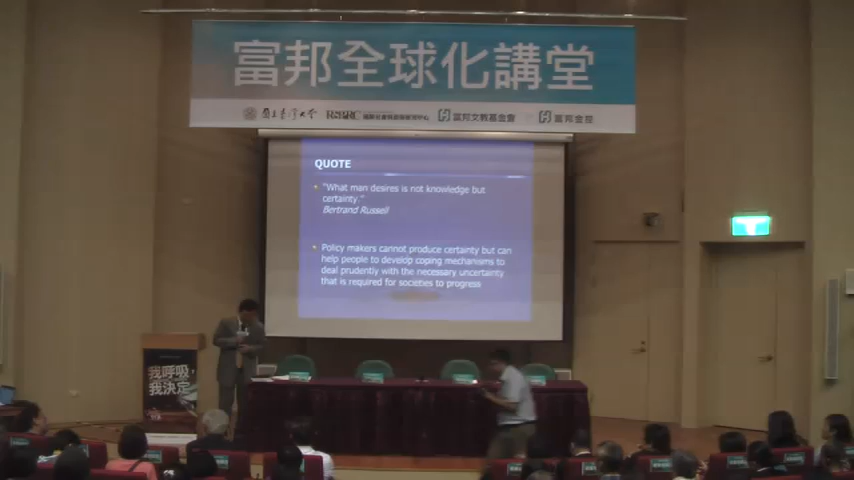 富邦全球化講堂
國立臺灣大學
富邦文教基金會
富邦金控
QUOTE
"What man desires is not knowledge but
certainty."
Bertrand Russell
Policy makers cannot produce certainty but can
help people to develop coping mechanisms to
deal prudently with the necessary uncertainty
that is required for societies to progress
我呼吸,
我決定